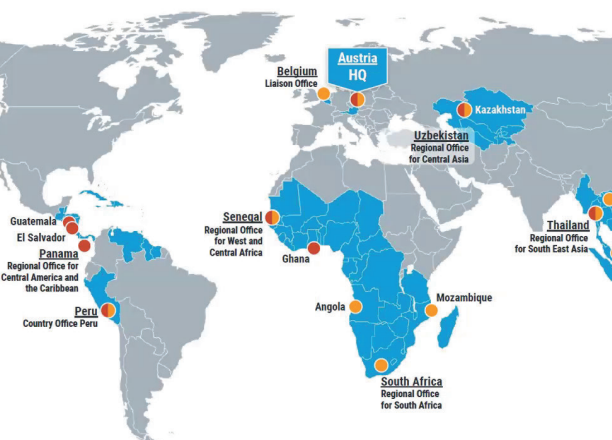 Austria
HQ
Belgium
Liaison Office
Kazakhstan
Uzbekistan
Regional Office
for Central Asia
Guatemala
El Salvador
Panama
Regional Office for
Central America and
the Caribbean
Peru
Country Office Peru
Senegal
Regional Office
for West and
Central Africa
Ghana
Angola
Mozambique
South Africa
Regional Office
for South Africa
Thailand
Regional Office
for South East Asia